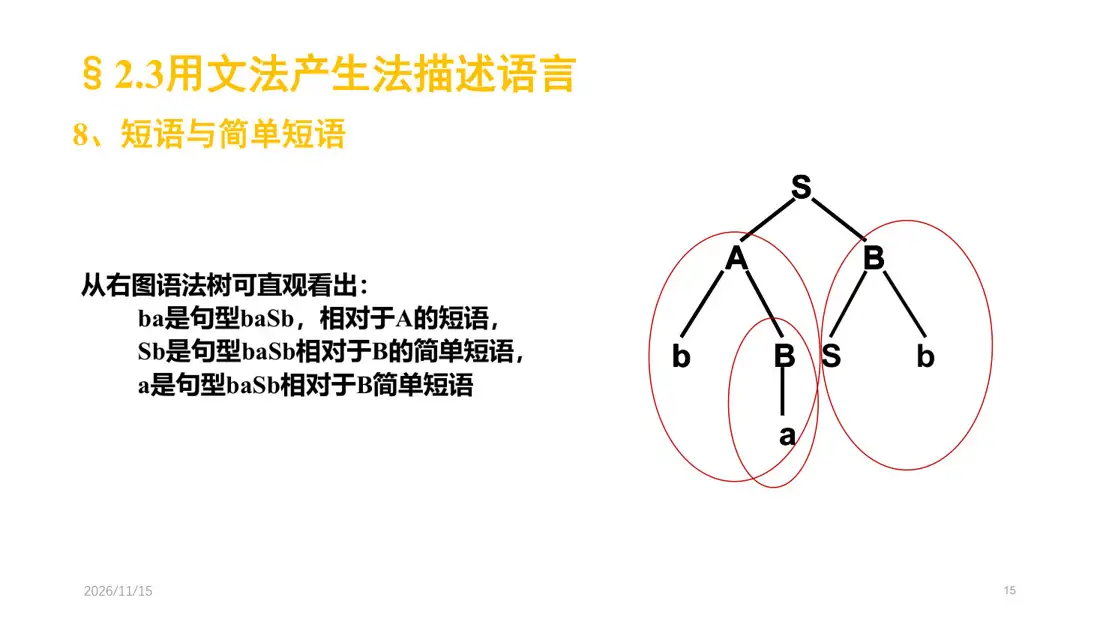 §2.3用文法产生法描述语言
8、短语与简单短语
从右图语法树可直观看出：
ba是句型baSb，相对于A的短语，
Sb是句型baSb相对于B的简单短语，
a是句型baSb相对于B简单短语
S
A B
b B S b
a
2026/11/15
15